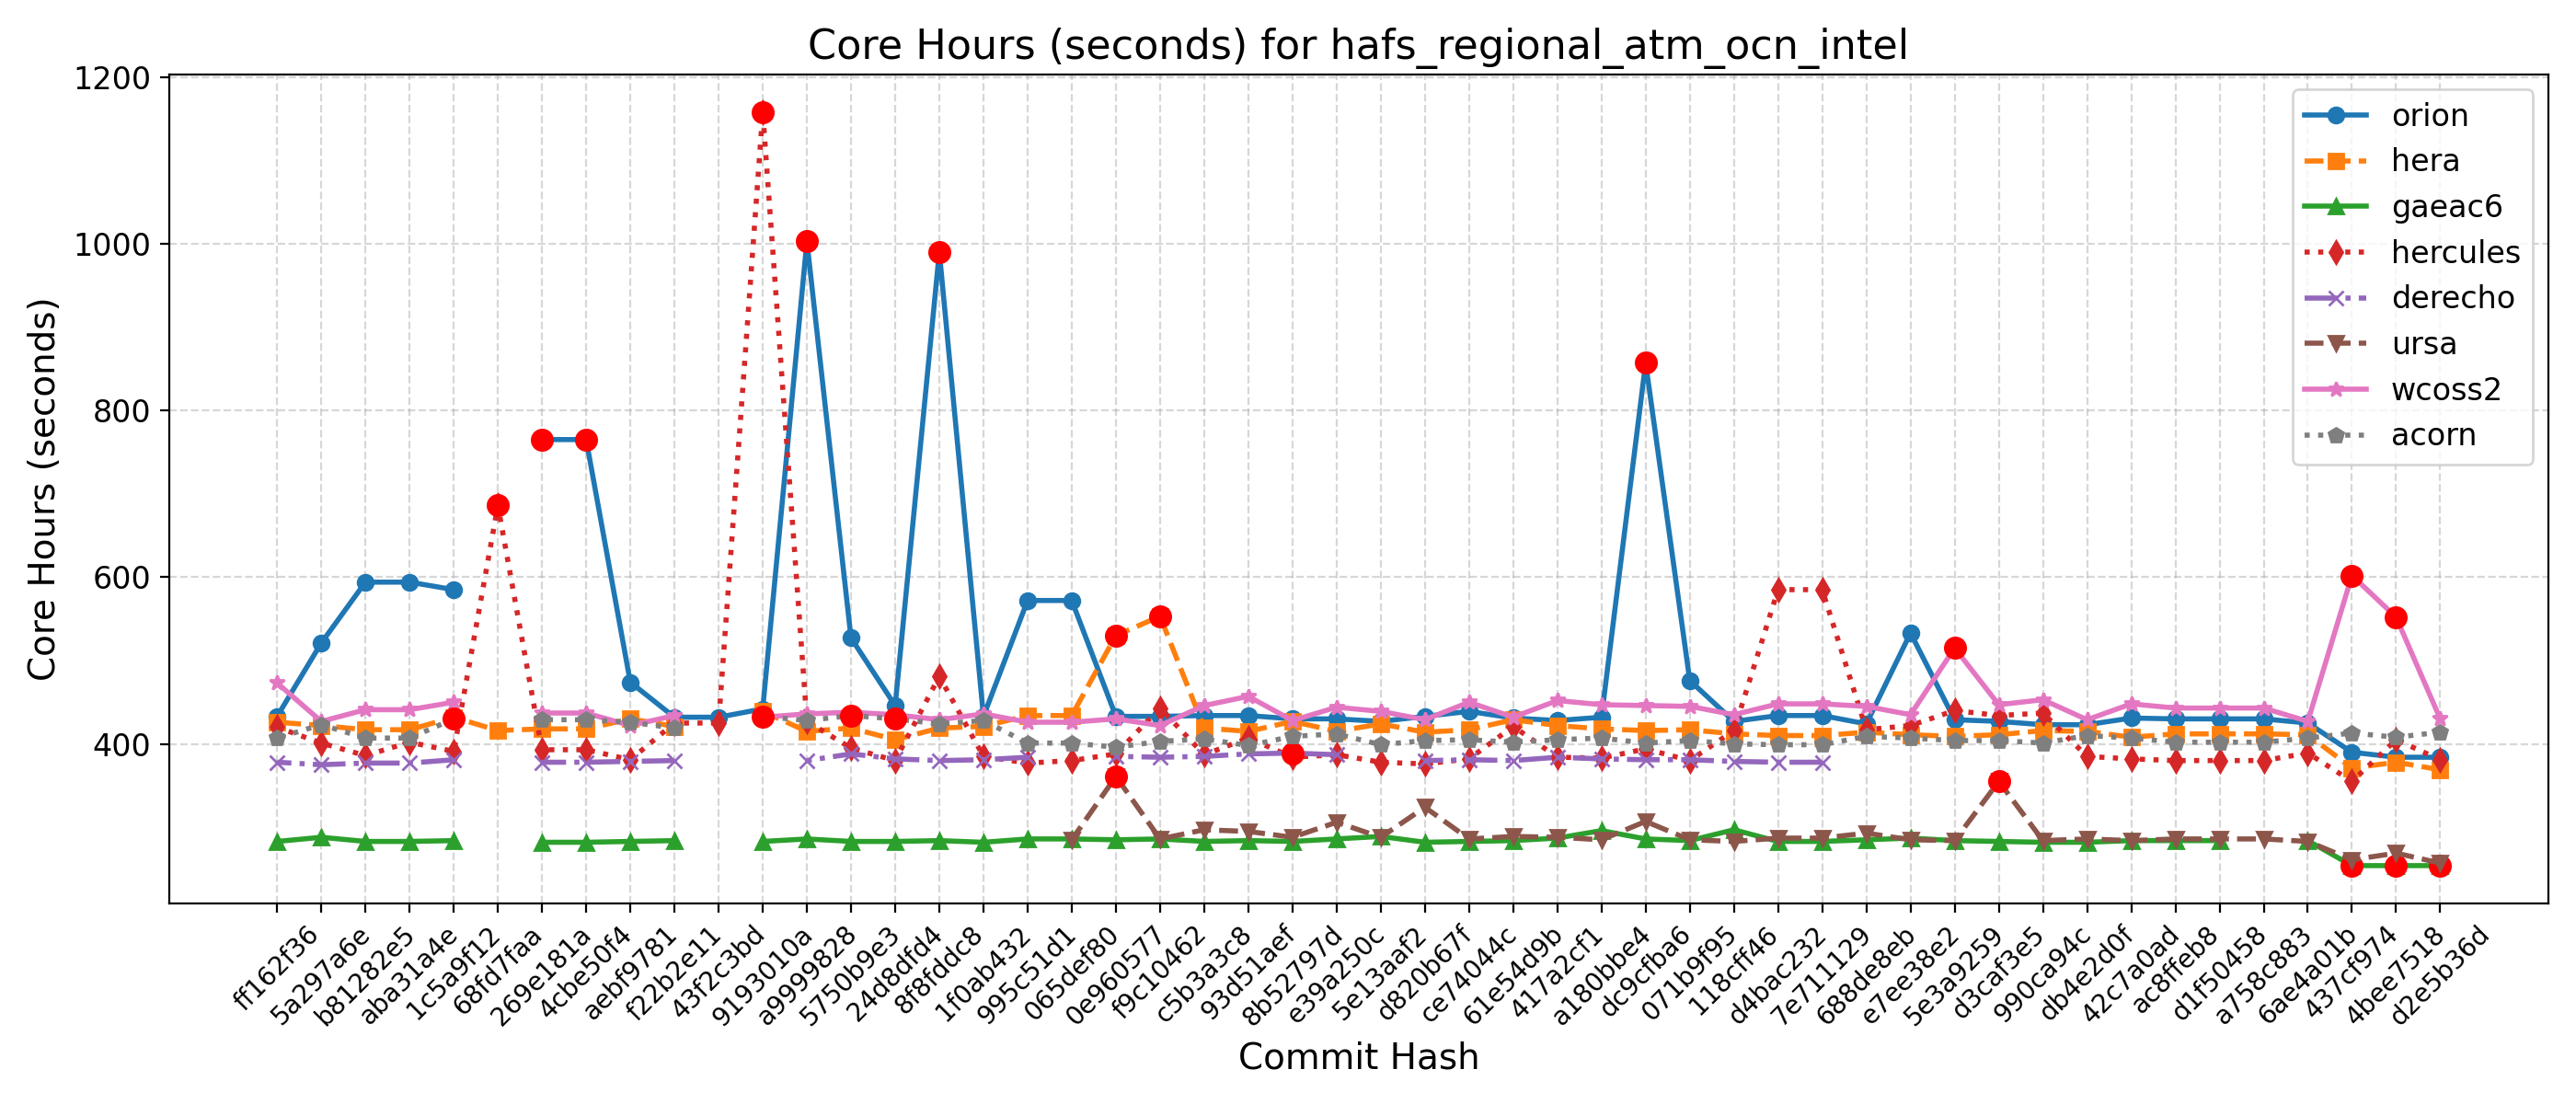 Core Hours (seconds) for hafs_regional_atm_ocn_intel
Core Hours (seconds)
1200
1000
800
600
400
orion
hera
gaeac6
hercules
derecho
ursa
wcoss2
acorn
ff162f36
5a297a6e
b81282e5
aba31a4e
1c5a9f12
68fd7faa
269e181a
4cbe50f4
aebf9781
f22b2e11
43f2c3bd
9193010a
a9999828
5750b9e3
24d8dfd4
8f8fddc8
1f0ab432
995c51d1
065def80
0e960577
f9c10462
c5b3a3c8
93d51aef
8b52797d
e39a250c
5e13aaf2
d820b67f
ce74044c
61e54d9b
417a2cf1
a180bbe4
dc9cfba6
071b9f95
118cff46
d4bac232
7e711129
688de8eb
e7ee38e2
5e3a9259
d3caf3e5
990ca94c
db4e2d0f
42c7a0ad
ac8ffeb8
d1f50458
a758c883
6ae4a01b
437cf974
4bee7518
d2e5b36d
Commit Hash